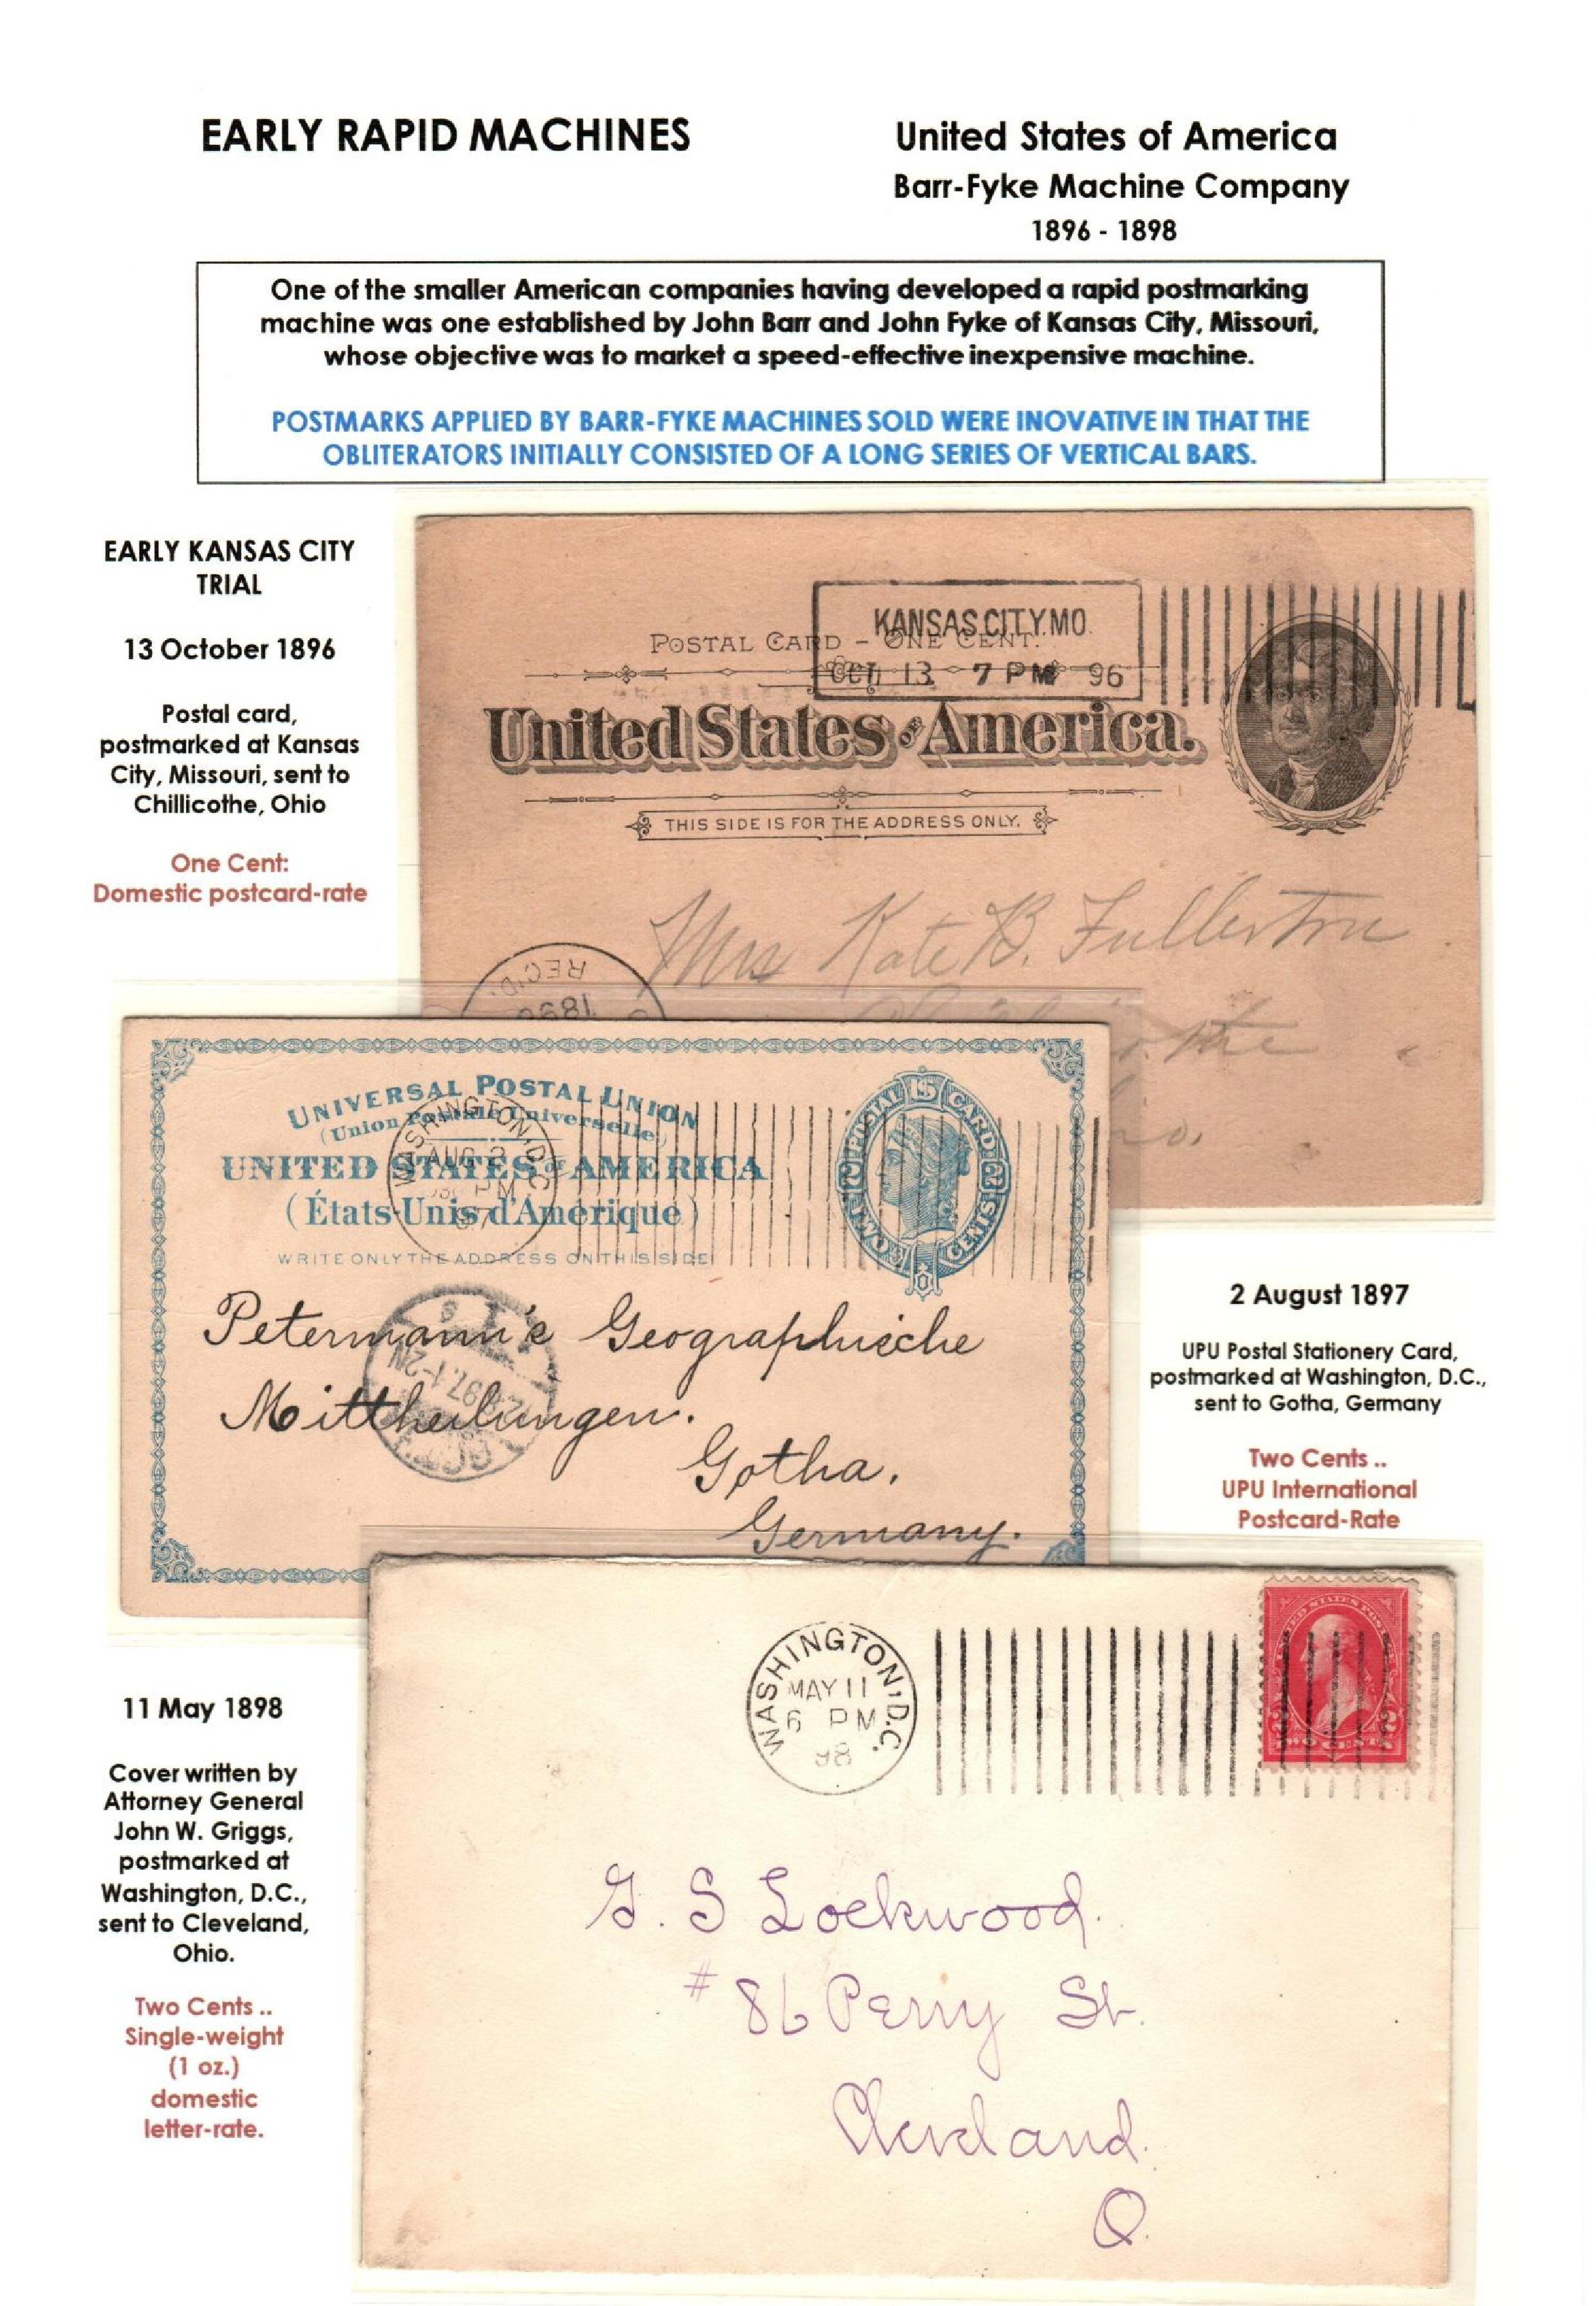 EARLY RAPID MACHINES
United States of America
Barr-Fyke Machine Company
1896 - 1898
One of the smaller American companies having developed a rapid postmarking
machine was one established by John Barr and John Fyke of Kansas City, Missouri,
whose objective was to market a speed-effective inexpensive machine.
POSTMARKS APPLIED BY BARR-FYKE MACHINES SOLD WERE INOVATIVE IN THAT THE
OBLITERATORS INITIALLY CONSISTED OF A LONG SERIES OF VERTICAL BARS.
EARLY KANSAS CITY
TRIAL
13 October 1896
Postal card,
postmarked at Kansas
City, Missouri, sent to
Chillicothe, Ohio
One Cent:
Domestic postcard-rate
KANSAS CITY.MO.
OCT 13 7 PM 96
POSTAL CARD - ONE CENT.
United States OF America.
THIS SIDE IS FOR THE ADDRESS ONLY.
Mrs Kate B. Fullerton
REC'D.
UNIVERSAL POSTAL UNION
(Union Postale Universelle)
UNITED STATES of AMERICA
(États-Unis d'Amérique)
WRITE ONLY THE ADDRESS ON THIS SIDE
WASHINGTON, D.C.
AUG 2
PM
97
POSTAL CARD
TWO CENTS
Petermann's Geographische
Mittheilungen.
Gotha,
Germany.
2 August 1897
UPU Postal Stationery Card,
postmarked at Washington, D.C.,
sent to Gotha, Germany
Two Cents ..
UPU International
Postcard-Rate
11 May 1898
Cover written by
Attorney General
John W. Griggs,
postmarked at
Washington, D.C.,
sent to Cleveland,
Ohio.
Two Cents ..
Single-weight
(1 oz.)
domestic
letter-rate.
WASHINGTON, D.C.
MAY 11
6 PM
98
G. S Lockwood.
# 86 Perry St.
Cleveland.
O.